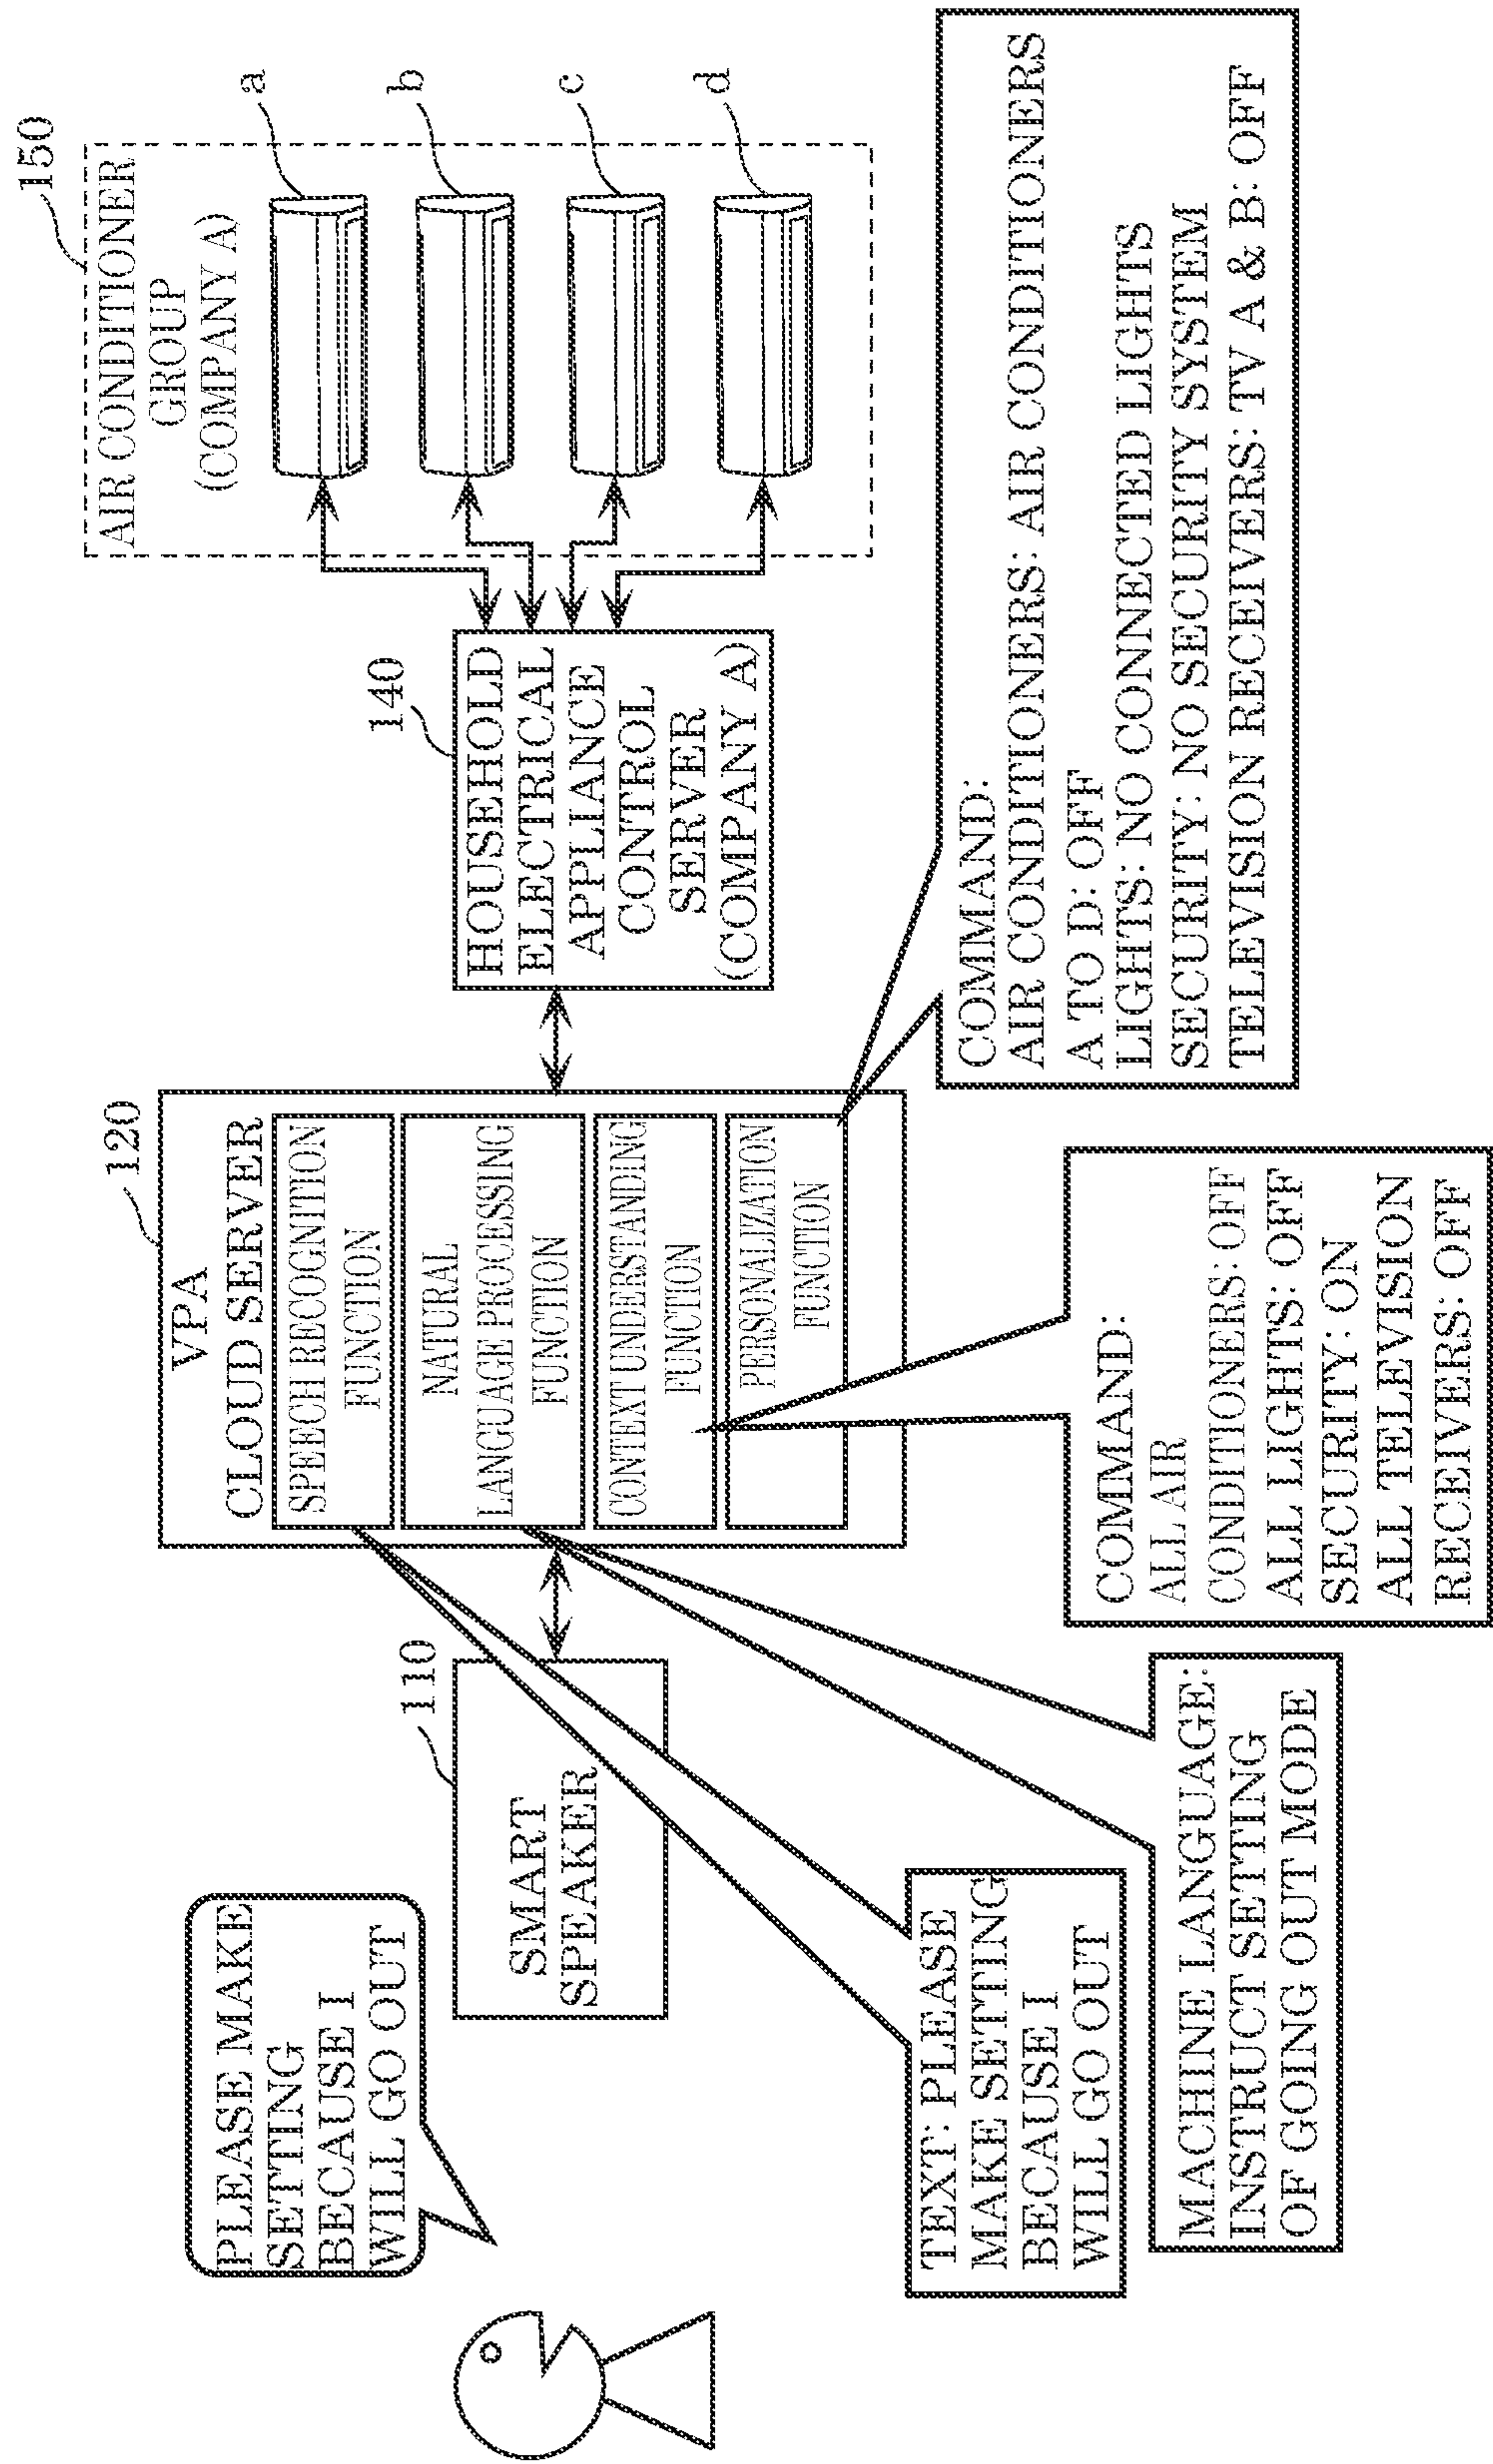 PLEASE MAKE
SETTING
BECAUSE I
WILL GO OUT
110
SMART
SPEAKER
TEXT: PLEASE
MAKE SETTING
BECAUSE I
WILL GO OUT
MACHINE LANGUAGE:
INSTRUCT SETTING
OF GOING OUT MODE
120
VPA
CLOUD SERVER
SPEECH RECOGNITION
FUNCTION
NATURAL
LANGUAGE PROCESSING
FUNCTION
CONTEXT UNDERSTANDING
FUNCTION
PERSONALIZATION
FUNCTION
COMMAND:
ALL AIR
CONDITIONERS: OFF
ALL LIGHTS: OFF
SECURITY: ON
ALL TELEVISION
RECEIVERS: OFF
140
HOUSEHOLD
ELECTRICAL
APPLIANCE
CONTROL
SERVER
(COMPANY A)
150
AIR CONDITIONER
GROUP
(COMPANY A)
a
b
c
d
COMMAND:
AIR CONDITIONERS: AIR CONDITIONERS
A TO D: OFF
LIGHTS: NO CONNECTED LIGHTS
SECURITY: NO SECURITY SYSTEM
TELEVISION RECEIVERS: TV A & B: OFF